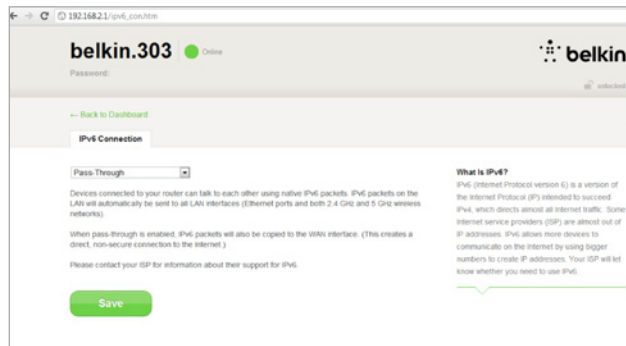 192.168.2.1/ipv6_con.htm
belkin.303
Online
belkin
Password:
unlocked
← Back to Dashboard
IPv6 Connection
Pass-Through
Devices connected to your router can talk to each other using native IPv6 packets. IPv6 packets on the
LAN will automatically be sent to all LAN interfaces (Ethernet ports and both 2.4 GHz and 5 GHz wireless
networks).
When pass-through is enabled, IPv6 packets will also be copied to the WAN interface. (This creates a
direct, non-secure connection to the Internet.)
Please contact your ISP for information about their support for IPv6.
Save
What Is IPv6?
IPv6 (Internet Protocol version 6) is a version of
the Internet Protocol (IP) intended to succeed
IPv4, which directs almost all Internet traffic. Some
Internet service providers (ISP) are almost out of
IP addresses. IPv6 allows more devices to
communicate on the Internet by using bigger
numbers to create IP addresses. Your ISP will let
know whether you need to use IPv6.